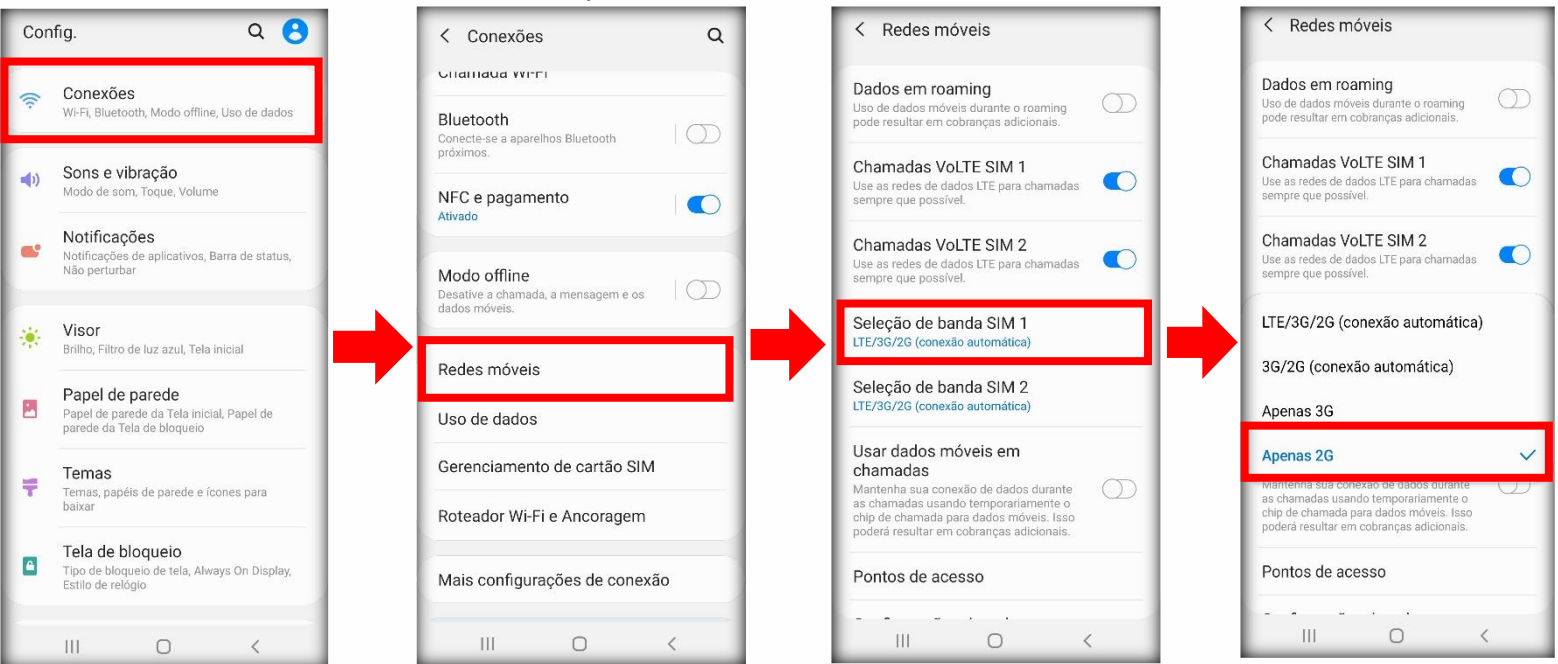 Config.
Conexões
Wi-Fi, Bluetooth, Modo offline, Uso de dados
Sons e vibração
Modo de som, Toque, Volume
Notificações
Notificações de aplicativos, Barra de status,
Não perturbar
Visor
Brilho, Filtro de luz azul, Tela inicial
Papel de parede
Papel de parede da Tela inicial, Papel de
parede da Tela de bloqueio
Temas
Temas, papéis de parede e ícones para
baixar
Tela de bloqueio
Tipo de bloqueio de tela, Always On Display,
Estilo de relógio
Conexões
Chamada Wi-Fi
Bluetooth
Conecte-se a aparelhos Bluetooth
próximos.
NFC e pagamento
Ativado
Modo offline
Desative a chamada, a mensagem e os
dados móveis.
Redes móveis
Uso de dados
Gerenciamento de cartão SIM
Roteador Wi-Fi e Ancoragem
Mais configurações de conexão
Redes móveis
Dados em roaming
Uso de dados móveis durante o roaming
pode resultar em cobranças adicionais.
Chamadas VoLTE SIM 1
Use as redes de dados LTE para chamadas
sempre que possível.
Chamadas VoLTE SIM 2
Use as redes de dados LTE para chamadas
sempre que possível.
Seleção de banda SIM 1
LTE/3G/2G (conexão automática)
Seleção de banda SIM 2
LTE/3G/2G (conexão automática)
Usar dados móveis em
chamadas
Mantenha sua conexão de dados durante
as chamadas usando temporariamente o
chip de chamada para dados móveis. Isso
poderá resultar em cobranças adicionais.
Pontos de acesso
Redes móveis
Dados em roaming
Uso de dados móveis durante o roaming
pode resultar em cobranças adicionais.
Chamadas VoLTE SIM 1
Use as redes de dados LTE para chamadas
sempre que possível.
Chamadas VoLTE SIM 2
Use as redes de dados LTE para chamadas
sempre que possível.
LTE/3G/2G (conexão automática)
3G/2G (conexão automática)
Apenas 3G
Apenas 2G
Mantenha sua conexão de dados durante
as chamadas usando temporariamente o
chip de chamada para dados móveis. Isso
poderá resultar em cobranças adicionais.
Pontos de acesso